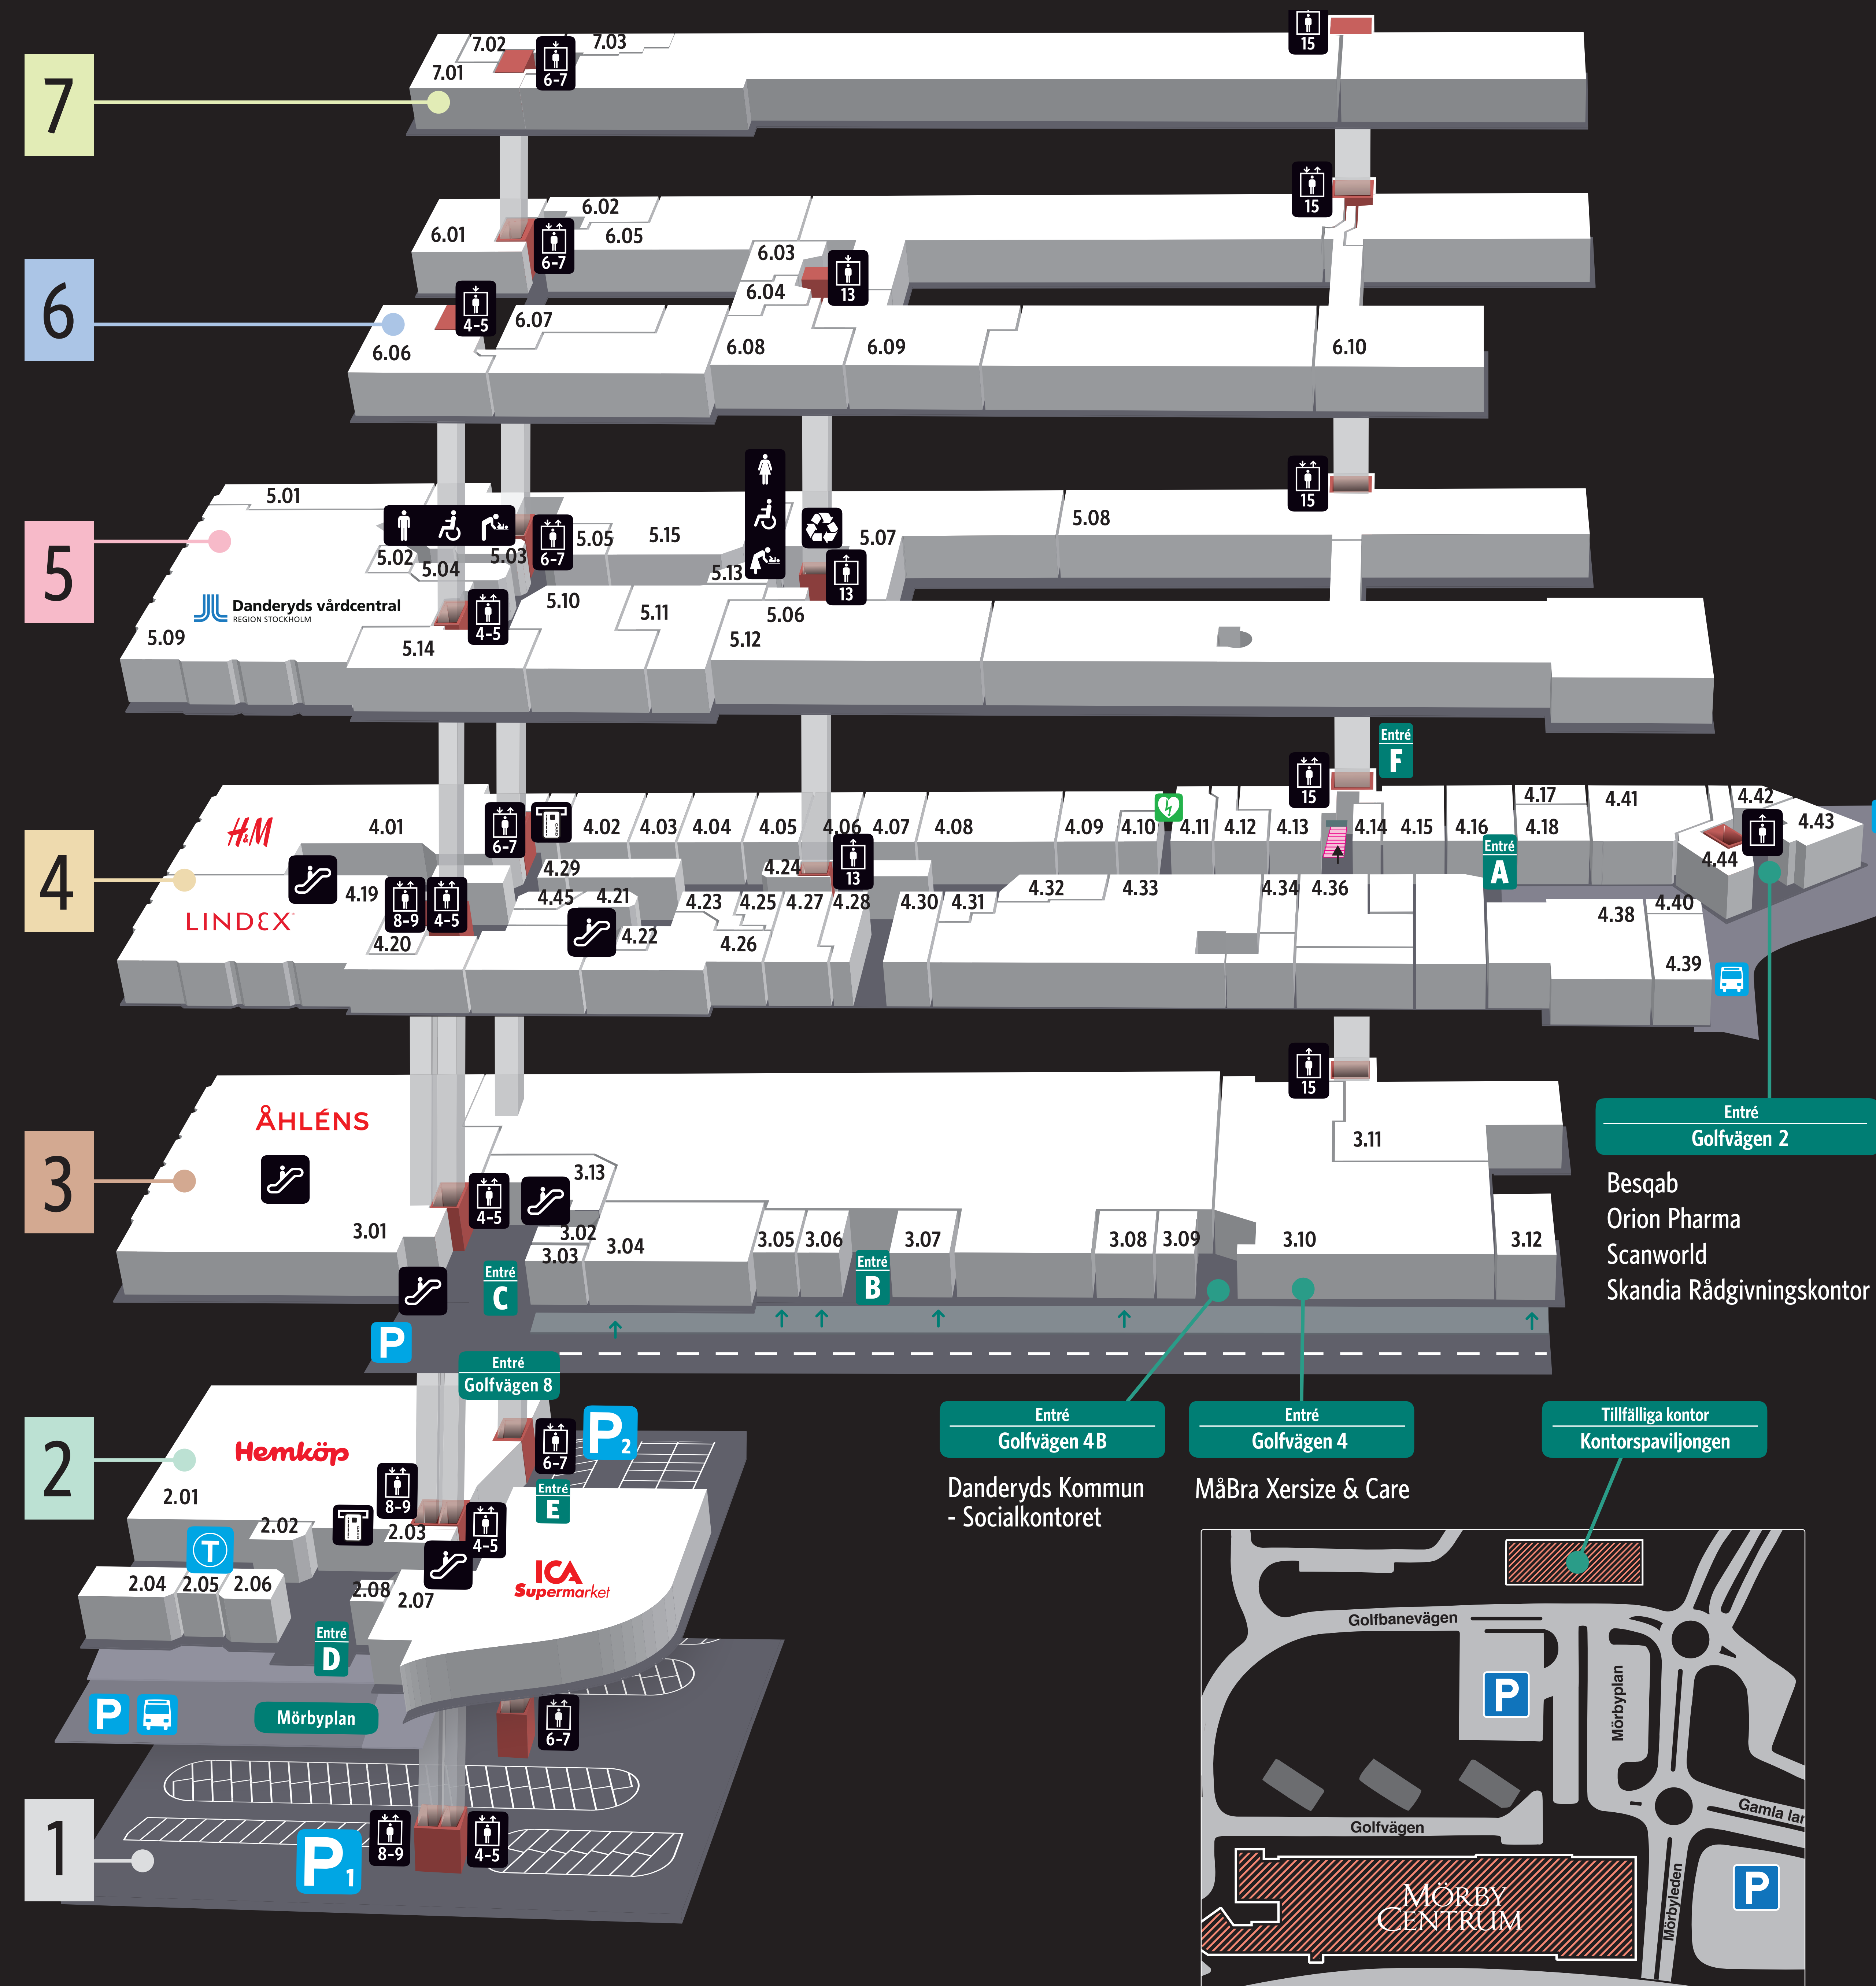 7
7.02
7.03
7.01
6-7
15
6
6.02
6.01
6.05
6-7
15
6.03
6.04
13
4-5
6.07
6.06
6.08
6.09
6.10
5
5.01
15
5.08
5.02
5.03
6-7
5.05
5.15
5.07
5.04
5.13
13
Danderyds vårdcentral
REGION STOCKHOLM
5.09
4-5
5.10
5.11
5.06
5.12
5.14
4
Entré
F
15
H&M
4.01
6-7
4.02
4.03
4.04
4.05
4.06
4.07
4.08
4.09
4.10
4.11
4.12
4.13
4.14
4.15
4.16
4.17
4.18
4.41
4.42
4.43
4.44
Entré
A
4.29
4.24
13
4.19
8-9
4-5
4.45
4.21
4.23
4.25
4.27
4.28
4.30
4.31
4.32
4.33
4.34
4.36
4.38
4.40
LINDEX
4.20
4.22
4.26
4.39
3
ÅHLÉNS
15
3.11
3.13
3.01
4-5
3.02
3.03
3.04
3.05
3.06
3.07
3.08
3.09
3.10
3.12
Entré
C
Entré
B
P
Entré
Golfvägen 2
Besqab
Orion Pharma
Scanworld
Skandia Rådgivningskontor
Entré
Golfvägen 8
2
Hemköp
2.01
6-7
P2
Entré
E
8-9
2.02
2.03
4-5
T
ICA
Supermarket
2.04
2.05
2.06
2.08
2.07
Entré
D
P
Mörbyplan
6-7
Entré
Golfvägen 4B
Danderyds Kommun
- Socialkontoret
Entré
Golfvägen 4
MåBra Xersize & Care
Tillfälliga kontor
Kontorspaviljongen
1
P1
8-9
4-5
Golfbanevägen
P
Mörbyplan
Golfvägen
Gamla lan
Mörbyleden
P
MÖRBY
CENTRUM